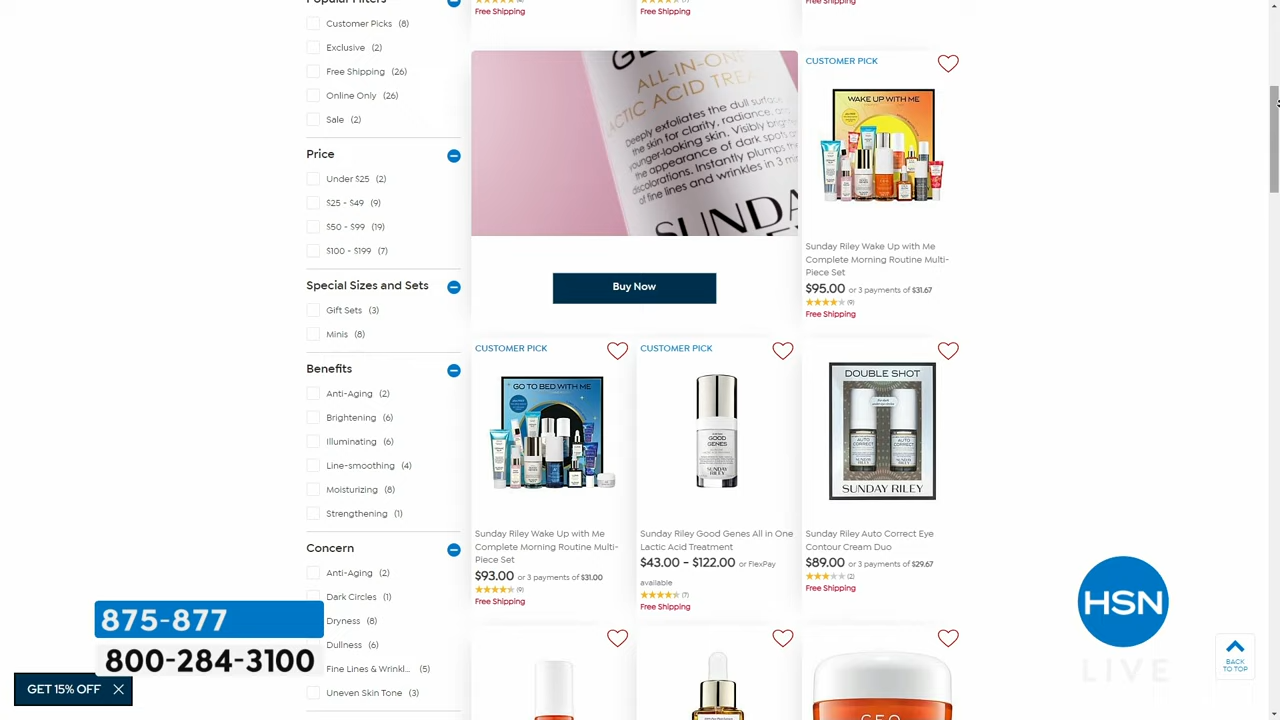 Popular Filters
Customer Picks (8)
Exclusive (2)
Free Shipping (26)
Online Only (26)
Sale (2)
Price
Under $25 (2)
$25 - $49 (9)
$50 - $99 (19)
$100 - $199 (7)
Special Sizes and Sets
Gift Sets (3)
Minis (8)
Benefits
Anti-Aging (2)
Brightening (6)
Illuminating (6)
Line-smoothing (4)
Moisturizing (8)
Strengthening (1)
Concern
Anti-Aging (2)
Dark Circles (1)
Dryness (8)
Dullness (6)
Fine Lines & Wrinkl... (5)
Uneven Skin Tone (3)
Free Shipping
Free Shipping
Free Shipping
ALL-IN-ON
LACTIC ACID TREA
Deeply exfoliates the dull surfac
the skin for clarity, radiance, an
younger-looking skin. Visibly brig
the appearance of dark spots a
discolorations. Instantly plumps th
of fine lines and wrinkles in 3 m
SUNDA
Buy Now
CUSTOMER PICK
WAKE UP WITH ME
Sunday Riley Wake Up with Me
Complete Morning Routine Multi-
Piece Set
$95.00 or 3 payments of $31.67
(9)
Free Shipping
CUSTOMER PICK
GO TO BED WITH ME
Sunday Riley Wake Up with Me
Complete Morning Routine Multi-
Piece Set
$93.00 or 3 payments of $31.00
(9)
Free Shipping
CUSTOMER PICK
GOOD
GENES
SUNDAY
RILEY
Sunday Riley Good Genes All in One
Lactic Acid Treatment
$43.00 - $122.00 or FlexPay
available
(7)
Free Shipping
DOUBLE SHOT
AUTO
CORRECT
AUTO
CORRECT
SUNDAY RILEY
Sunday Riley Auto Correct Eye
Contour Cream Duo
$89.00 or 3 payments of $29.67
(2)
Free Shipping
CEO
875-877
800-284-3100
GET 15% OFF
HSN
LIVE
BACK
TO TOP